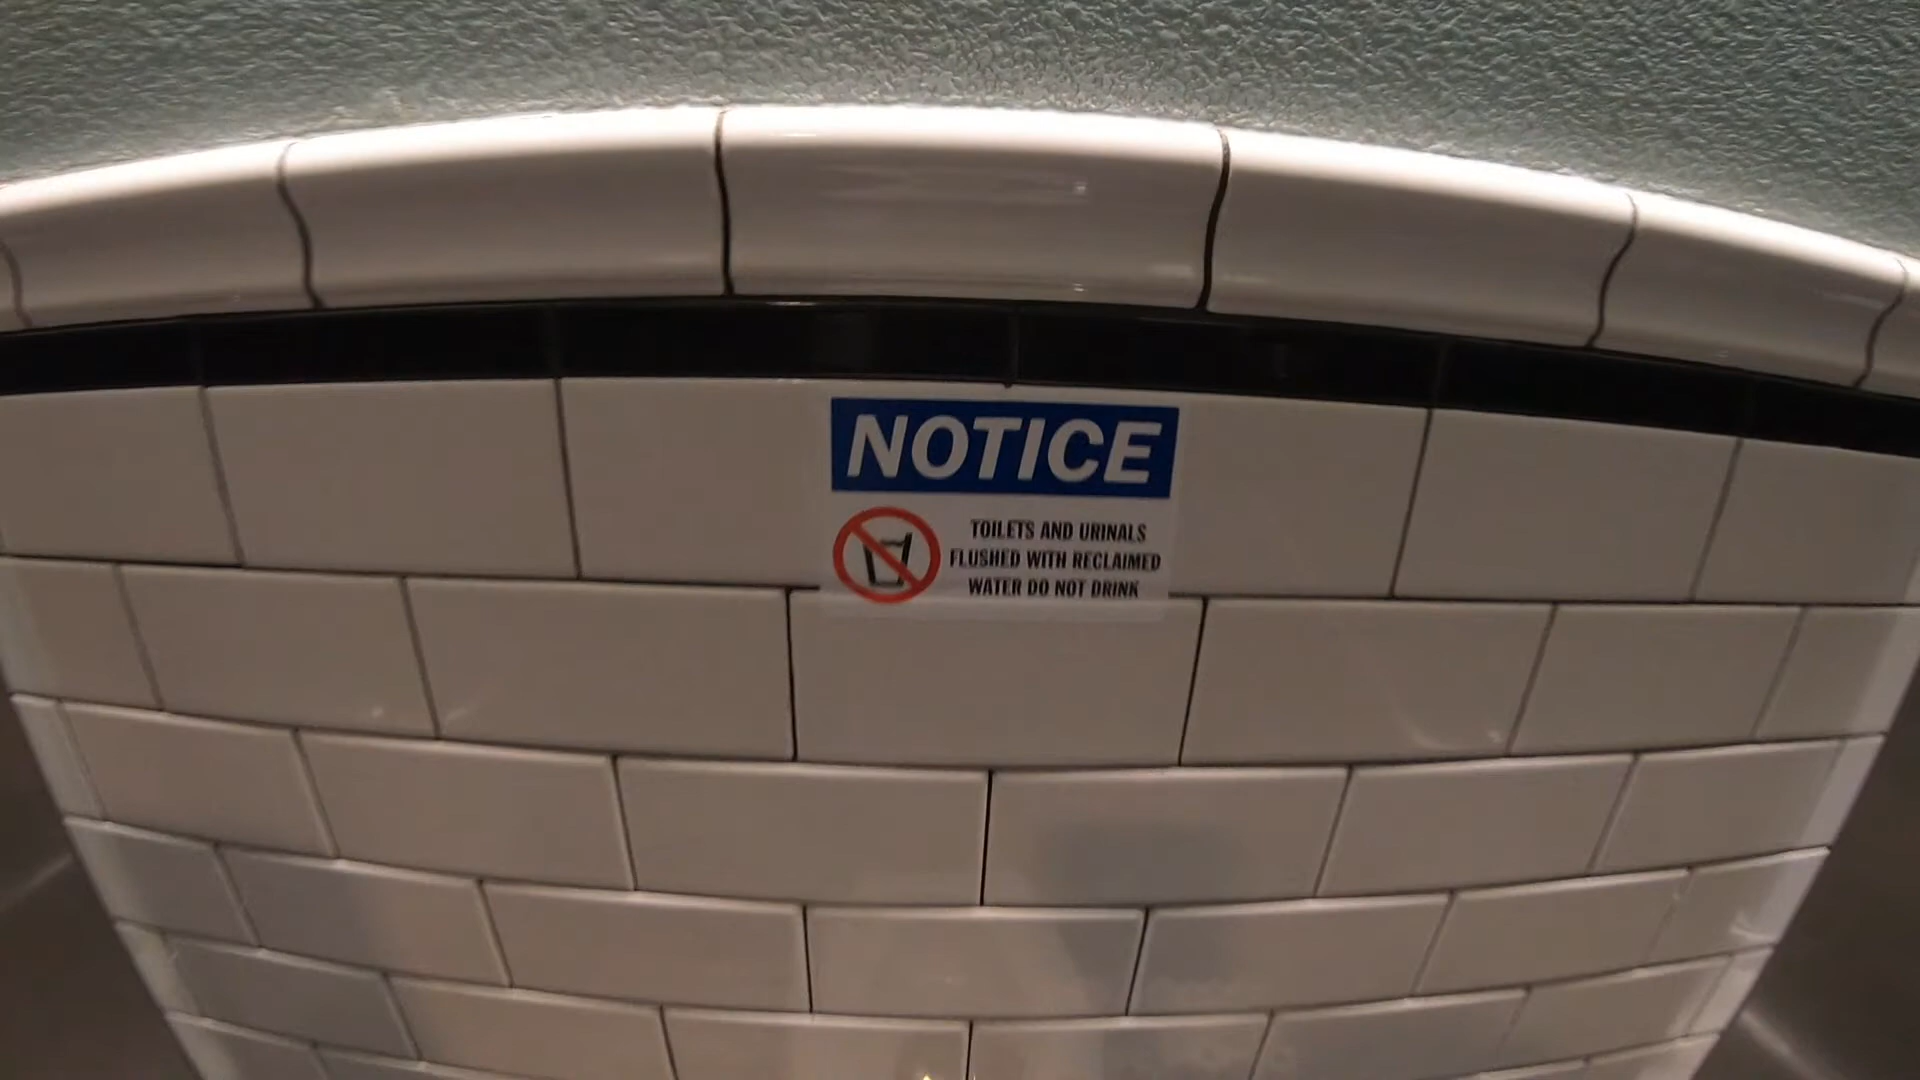 NOTICE
TOILETS AND URINALS
FLUSHED WITH RECLAIMED
WATER DO NOT DRINK